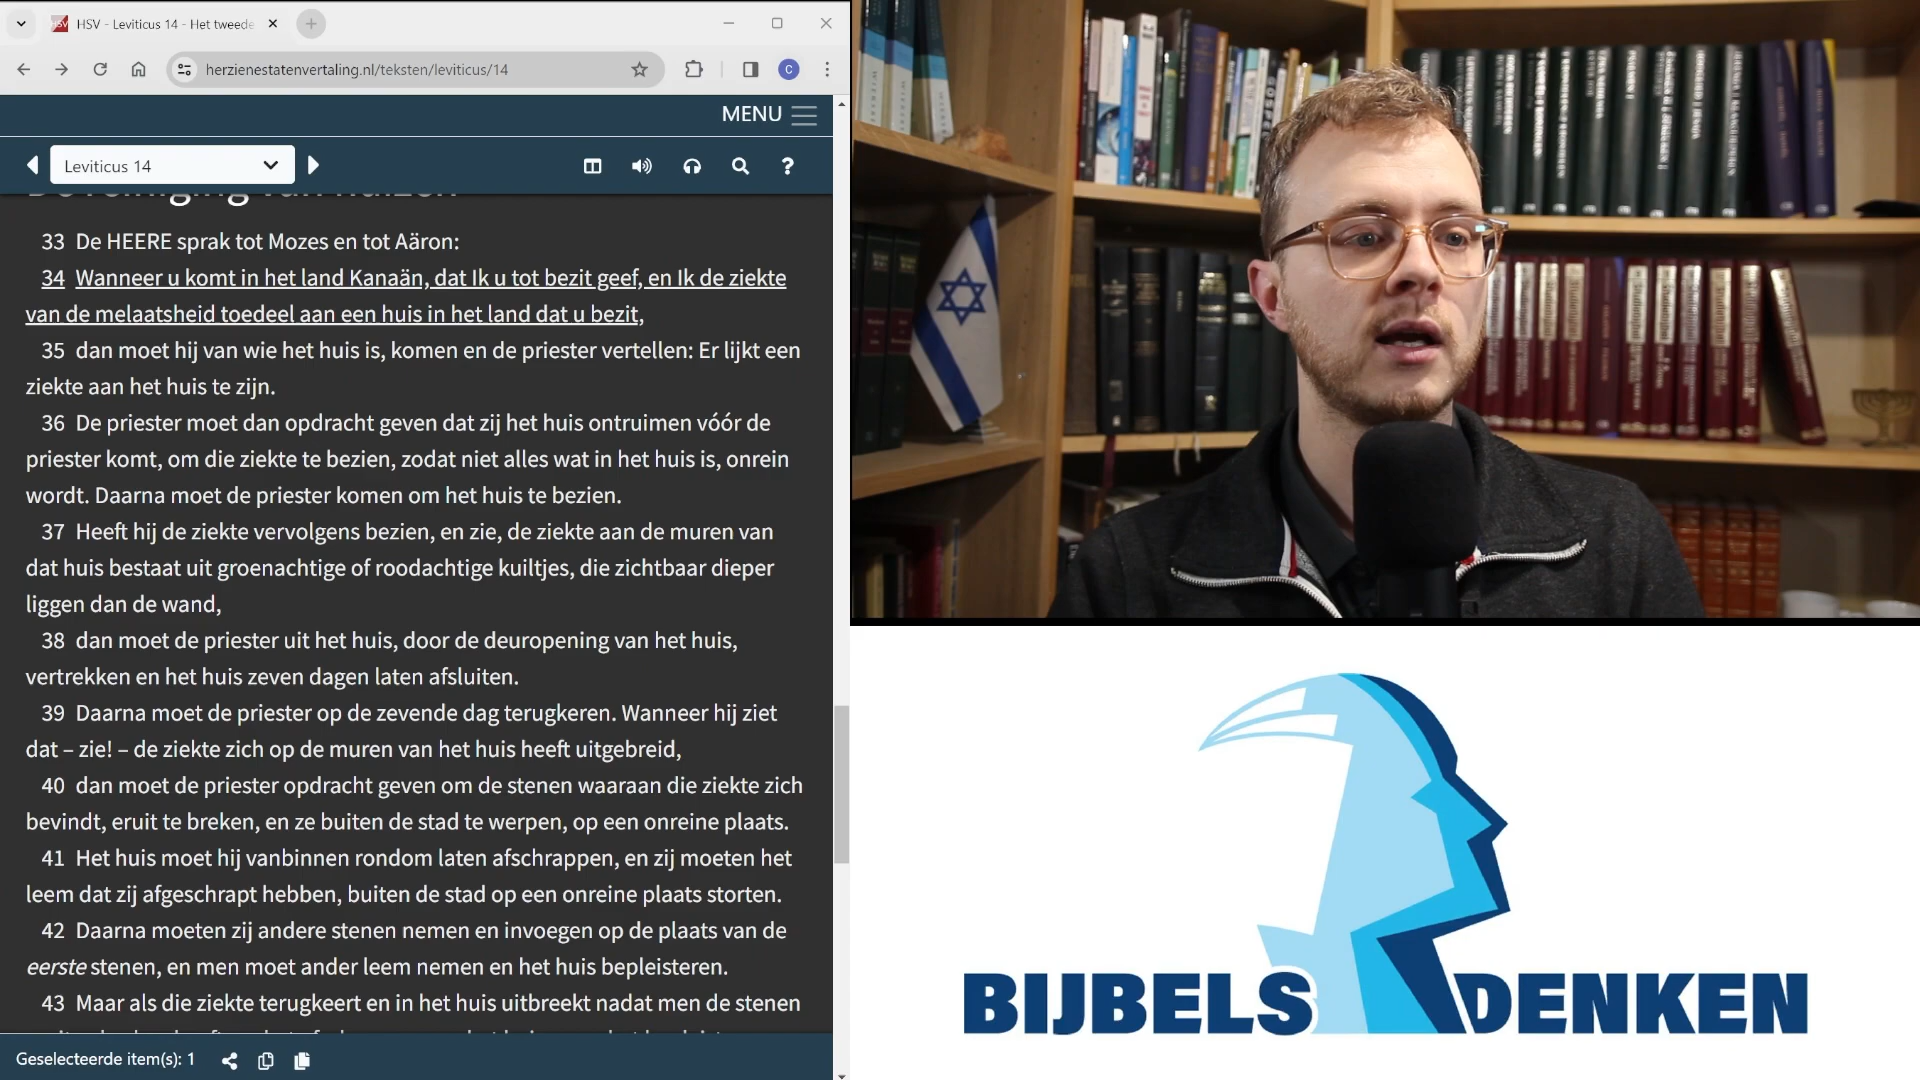 HSV - Leviticus 14 - Het tweede
herzienestatenvertaling.nl/teksten/leviticus/14
C
MENU
Leviticus 14
33 De HEERE sprak tot Mozes en tot Aäron:
34 Wanneer u komt in het land Kanaän, dat Ik u tot bezit geef, en Ik de ziekte
van de melaatsheid toedeel aan een huis in het land dat u bezit,
35 dan moet hij van wie het huis is, komen en de priester vertellen: Er lijkt een
ziekte aan het huis te zijn.
36 De priester moet dan opdracht geven dat zij het huis ontruimen vóór de
priester komt, om die ziekte te bezien, zodat niet alles wat in het huis is, onrein
wordt. Daarna moet de priester komen om het huis te bezien.
37 Heeft hij de ziekte vervolgens bezien, en zie, de ziekte aan de muren van
dat huis bestaat uit groenachtige of roodachtige kuiltjes, die zichtbaar dieper
liggen dan de wand,
38 dan moet de priester uit het huis, door de deuropening van het huis,
vertrekken en het huis zeven dagen laten afsluiten.
39 Daarna moet de priester op de zevende dag terugkeren. Wanneer hij ziet
dat – zie! – de ziekte zich op de muren van het huis heeft uitgebreid,
40 dan moet de priester opdracht geven om de stenen waaraan die ziekte zich
bevindt, eruit te breken, en ze buiten de stad te werpen, op een onreine plaats.
41 Het huis moet hij vanbinnen rondom laten afschrappen, en zij moeten het
leem dat zij afgeschrapt hebben, buiten de stad op een onreine plaats storten.
42 Daarna moeten zij andere stenen nemen en invoegen op de plaats van de
eerste stenen, en men moet ander leem nemen en het huis bepleisteren.
43 Maar als die ziekte terugkeert en in het huis uitbreekt nadat men de stenen
Geselecteerde item(s): 1
BIJBELS DENKEN